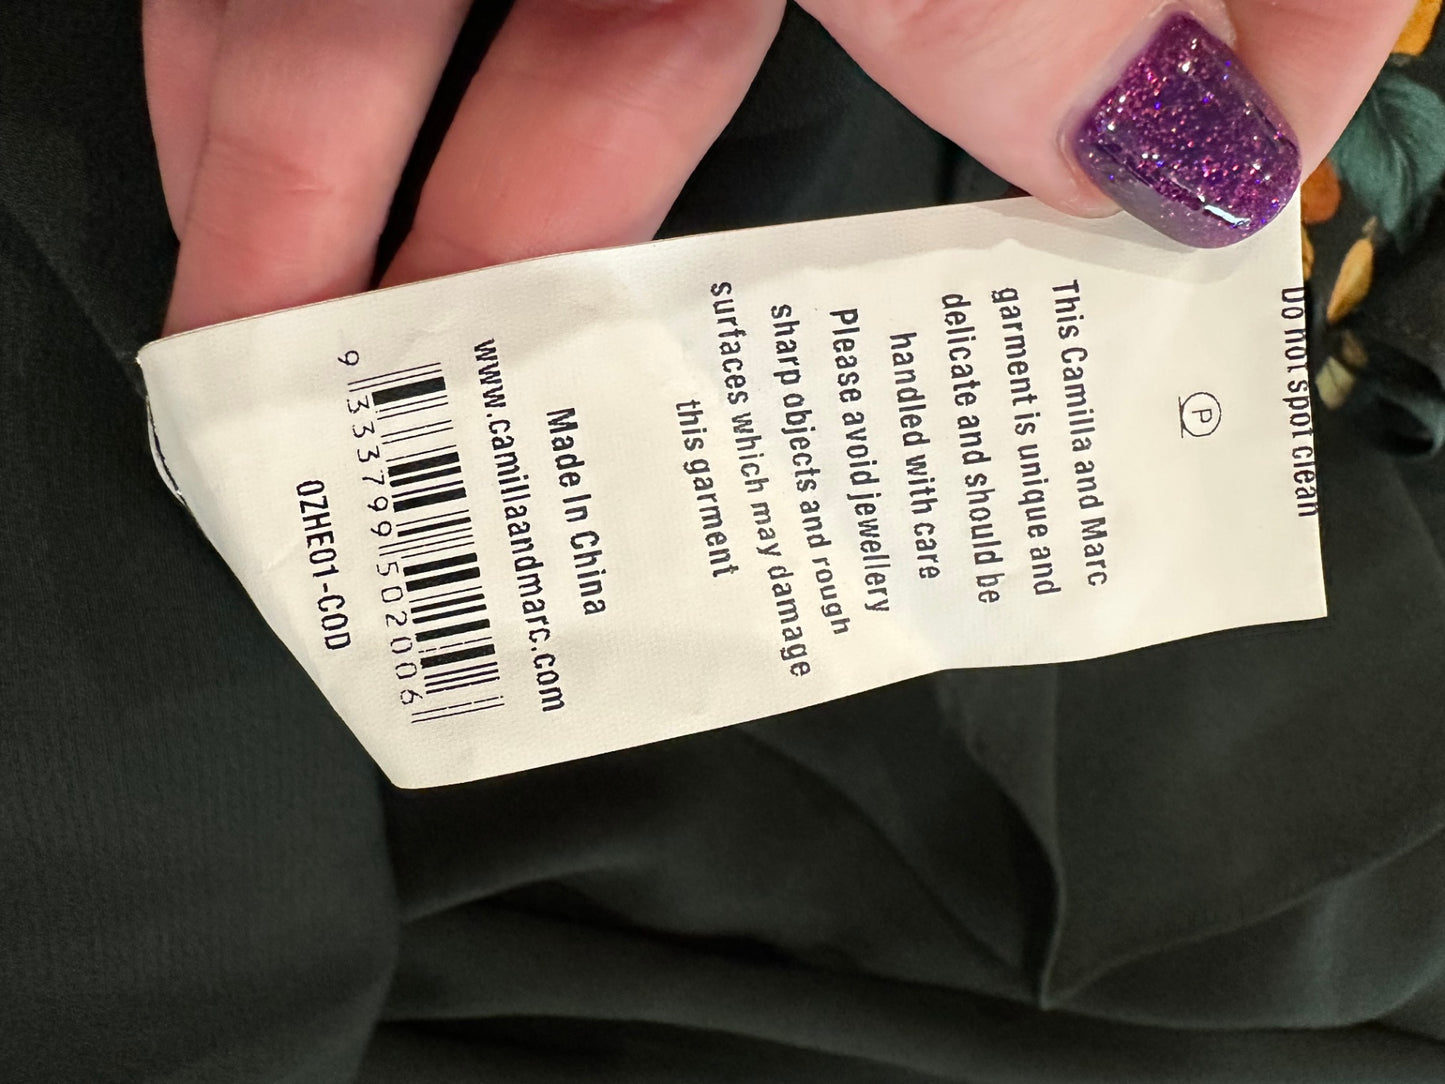 Do not spot clean
P
This Camilla and Marc
garment is unique and
delicate and should be
handled with care
Please avoid jewellery
sharp objects and rough
surfaces which may damage
this garment
Made In China
www.camillaandmarc.com
9 333799 502006
OZHE01-COD